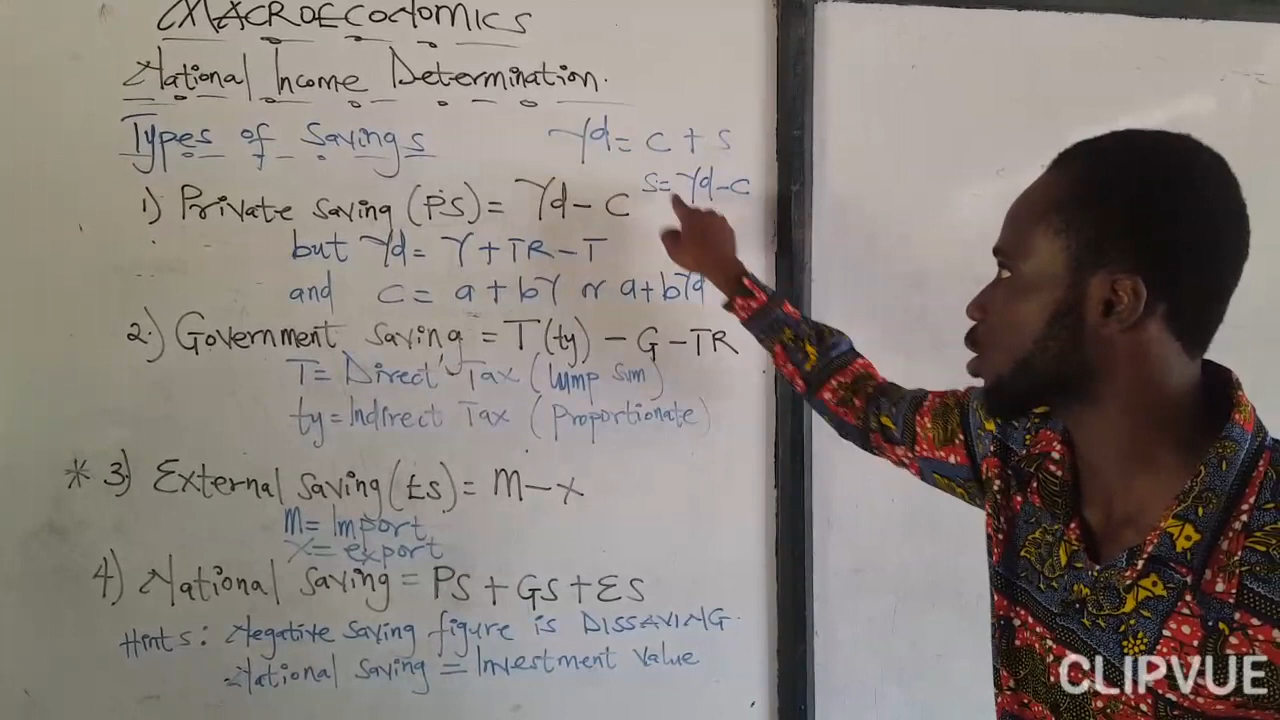 MACROECONOMICS
National Income Determination.
Types of Savings
Yd = C + S
S = Yd - C
1) Private Saving (PS) = Yd - C
but Yd = Y + TR - T
and C = a + bY or a + bYd
2.) Government Saving = T(ty) - G - TR
T = Direct Tax (Lump Sum)
ty = Indirect Tax (Proportionate)
* 3) External Saving (ES) = M - X
M = Import
X = export
4) National Saving = PS + GS + ES
Hints: Negative Saving figure is DISSAVING.
National Saving = Investment Value
CLIPVUE